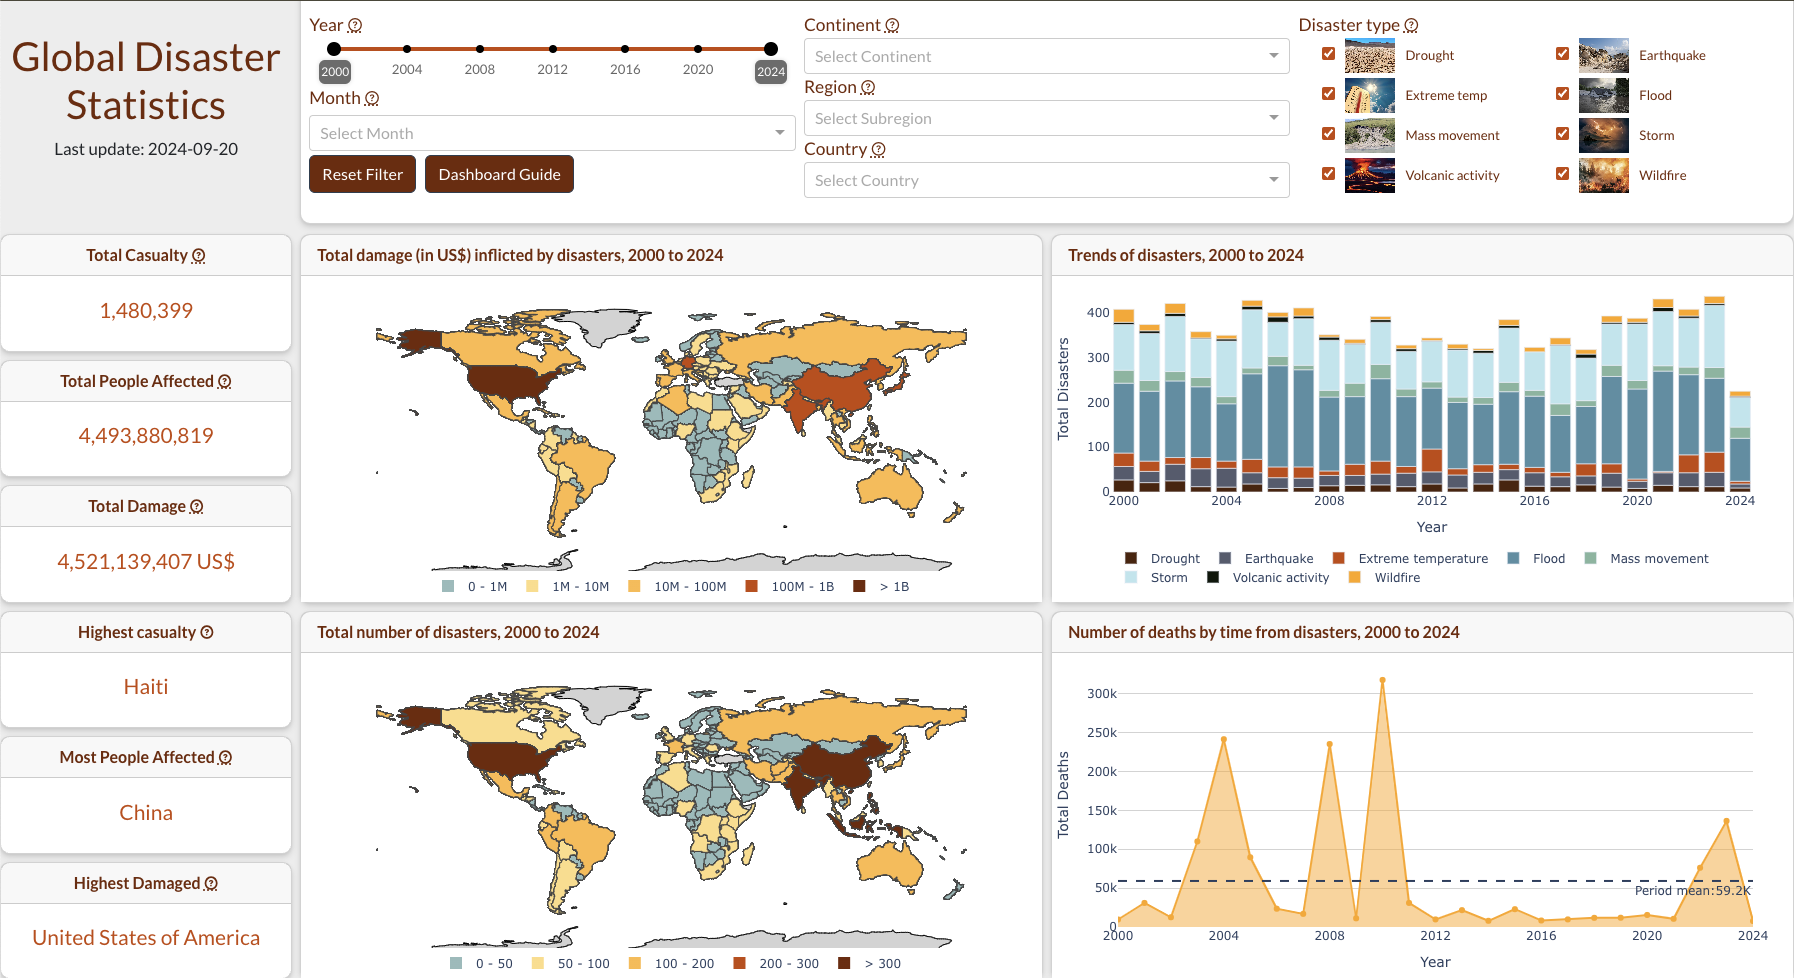 Global Disaster
Statistics
Last update: 2024-09-20
Year
2000
2004
2008
2012
2016
2020
2024
Month
Select Month
Reset Filter
Dashboard Guide
Continent
Select Continent
Region
Select Subregion
Country
Select Country
Disaster type
Drought
Earthquake
Extreme temp
Flood
Mass movement
Storm
Volcanic activity
Wildfire
Total Casualty
1,480,399
Total People Affected
4,493,880,819
Total Damage
4,521,139,407 US$
Highest casualty
Haiti
Most People Affected
China
Highest Damaged
United States of America
Total damage (in US$) inflicted by disasters, 2000 to 2024
0 - 1M
1M - 10M
10M - 100M
100M - 1B
> 1B
Trends of disasters, 2000 to 2024
Total Disasters
400
300
200
100
0
2000
2004
2008
2012
2016
2020
2024
Year
Drought
Earthquake
Extreme temperature
Flood
Mass movement
Storm
Volcanic activity
Wildfire
Total number of disasters, 2000 to 2024
0 - 50
50 - 100
100 - 200
200 - 300
> 300
Number of deaths by time from disasters, 2000 to 2024
Total Deaths
300k
250k
200k
150k
100k
50k
0
Period mean:59.2K
2000
2004
2008
2012
2016
2020
2024
Year